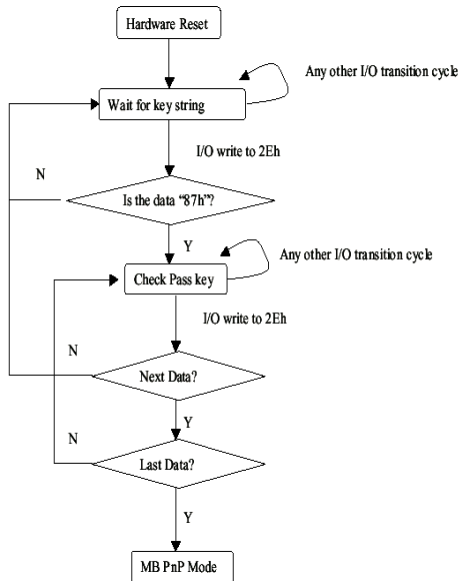 Hardware Reset
Any other I/O transition cycle
Wait for key string
I/O write to 2Eh
N
Is the data "87h"?
Y
Any other I/O transition cycle
Check Pass key
I/O write to 2Eh
N
Next Data?
Y
N
Last Data?
Y
MB PnP Mode